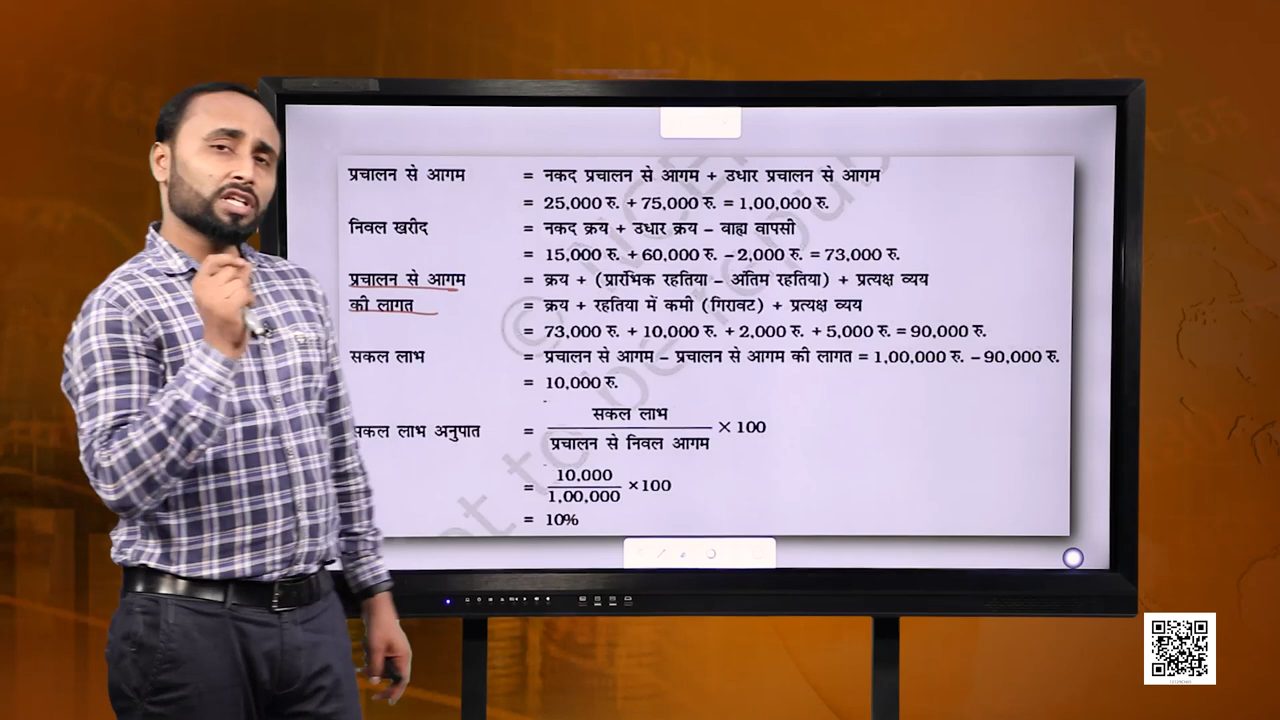 प्रचालन से आगम = नकद प्रचालन से आगम + उधार प्रचालन से आगम
= 25,000 रु. + 75,000 रु. = 1,00,000 रु.
निवल खरीद = नकद क्रय + उधार क्रय – वाह्य वापसी
= 15,000 रु. + 60,000 रु. – 2,000 रु. = 73,000 रु.
प्रचालन से आगम = क्रय + (प्रारंभिक रहतिया – अंतिम रहतिया) + प्रत्यक्ष व्यय
की लागत = क्रय + रहतिया में कमी (गिरावट) + प्रत्यक्ष व्यय
= 73,000 रु. + 10,000 रु. + 2,000 रु. + 5,000 रु. = 90,000 रु.
सकल लाभ = प्रचालन से आगम – प्रचालन से आगम की लागत = 1,00,000 रु. – 90,000 रु.
= 10,000 रु.
सकल लाभ
सकल लाभ अनुपात = × 100
प्रचालन से निवल आगम
10,000
= ×100
1,00,000
= 10%